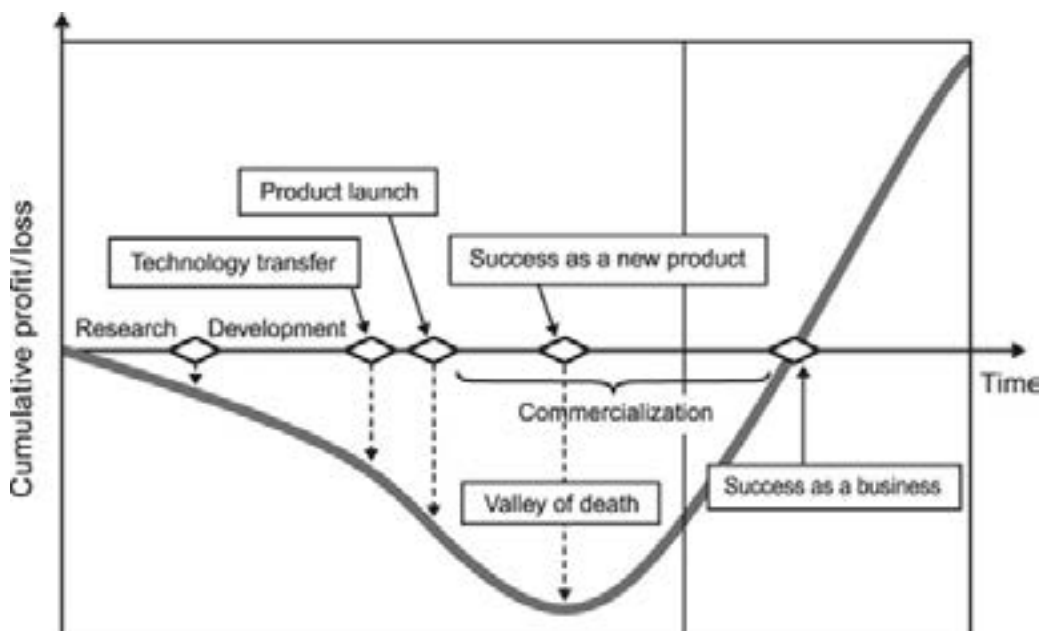 Product launch
Technology transfer
Success as a new product
Research
Development
Cumulative profit/loss
Time
Commercialization
Valley of death
Success as a business